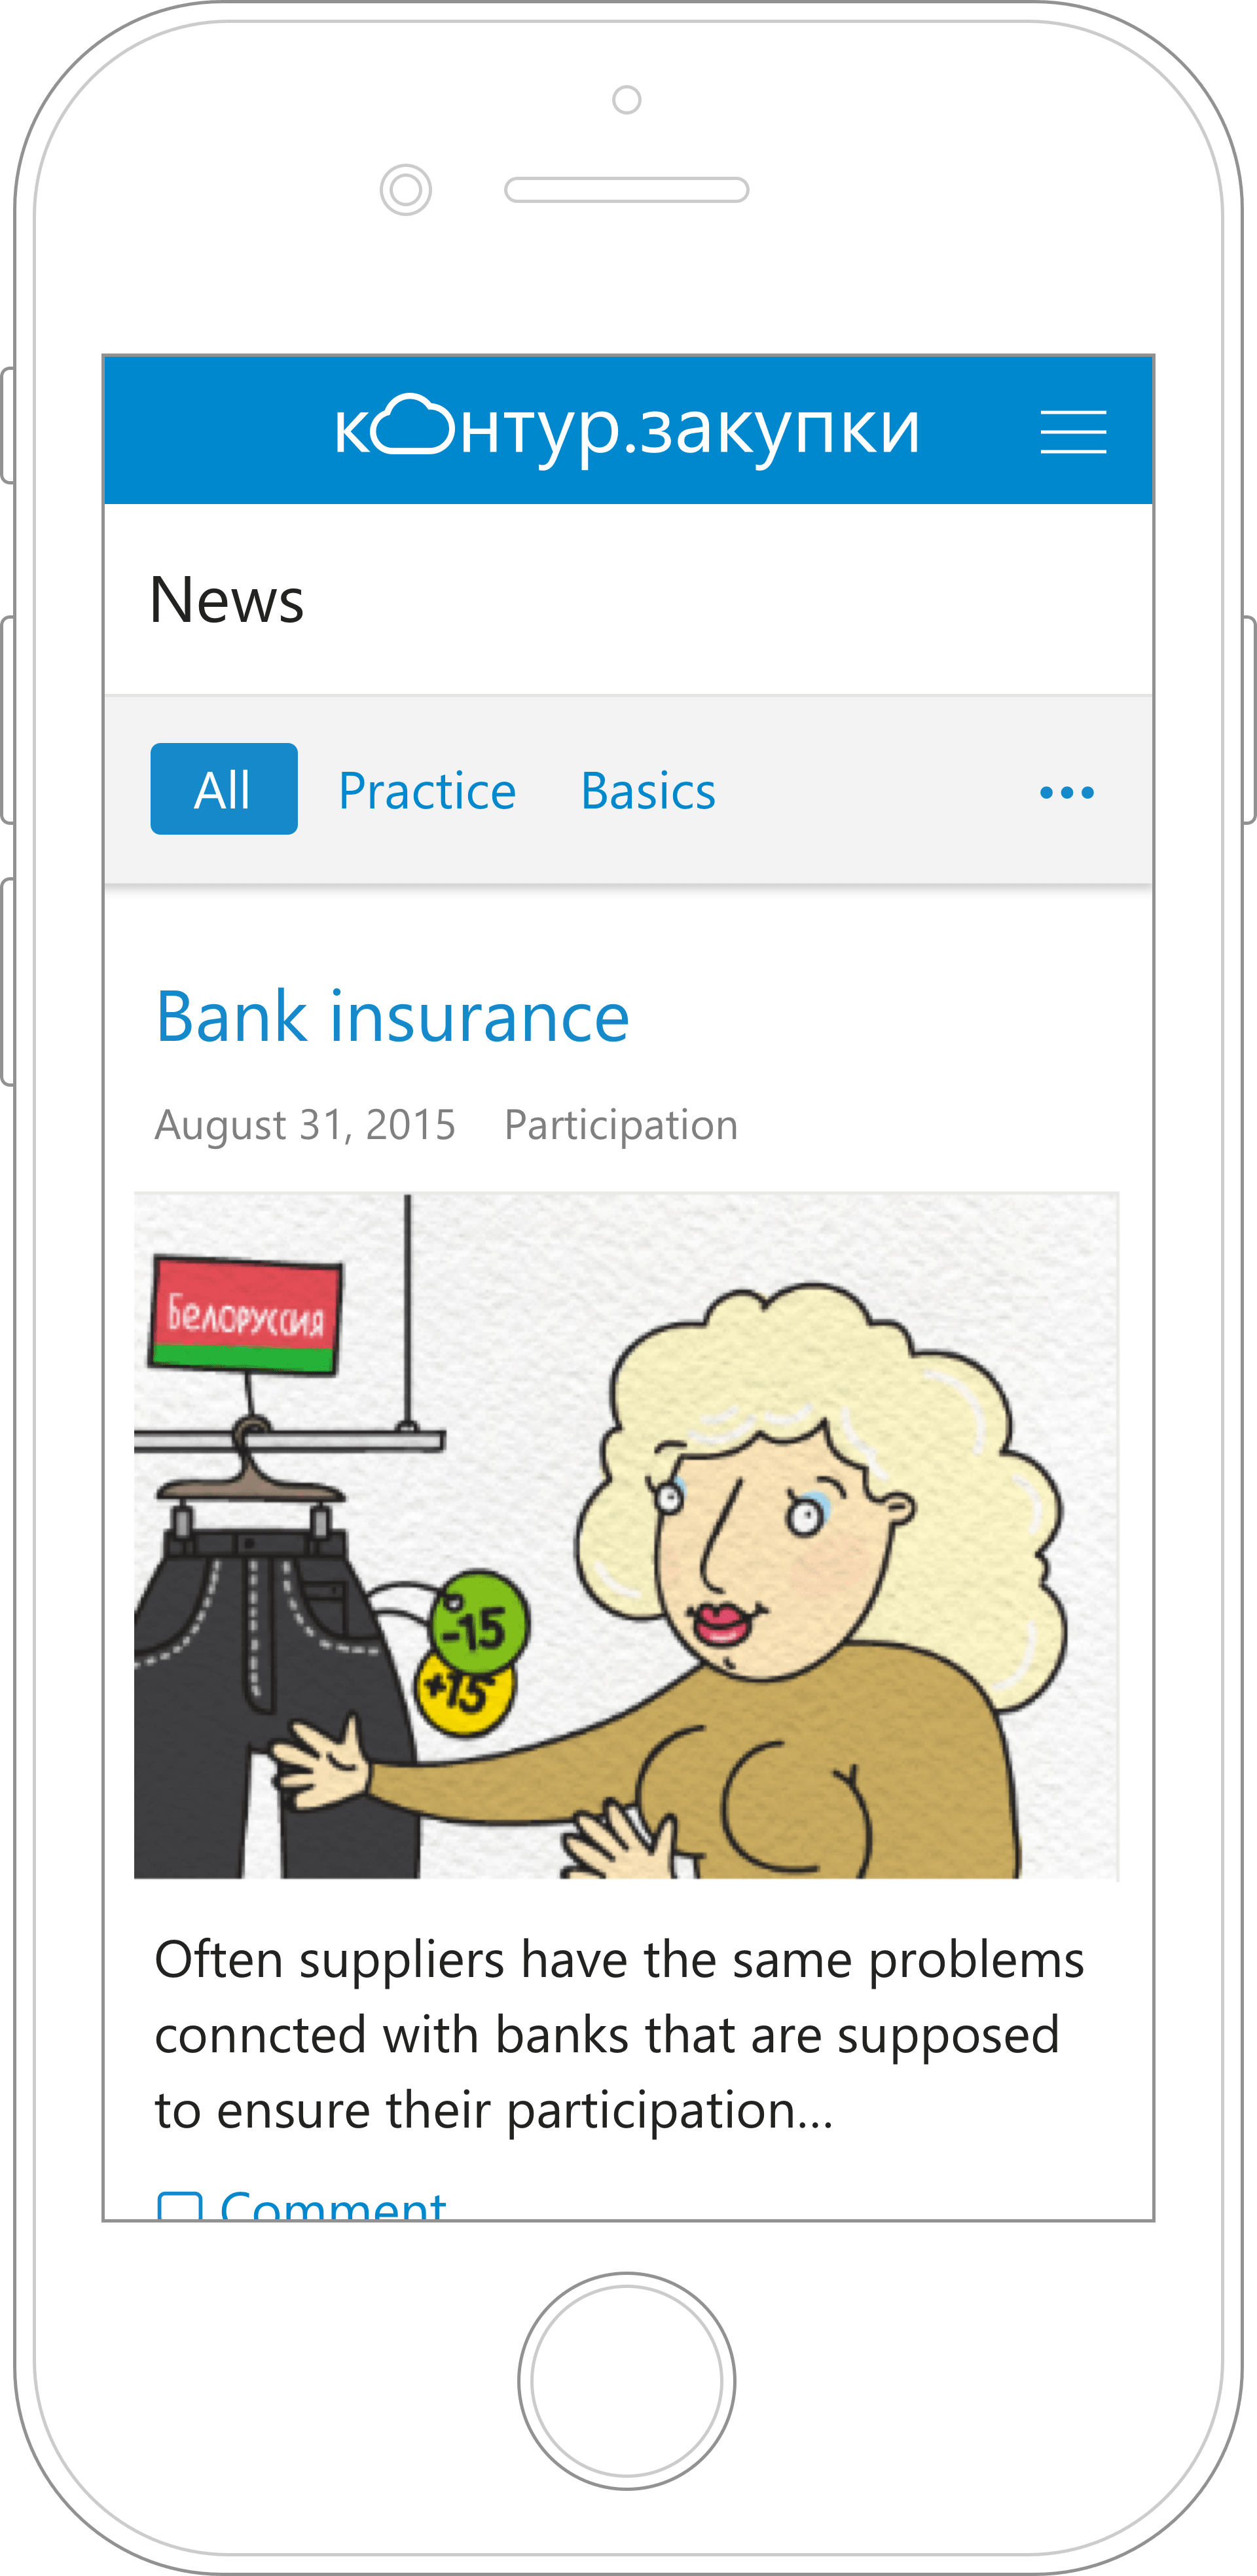 контур.закупки
News
All Practice Basics
Bank insurance
August 31, 2015 Participation
Белоруссия
-15
+15
Often suppliers have the same problems
conncted with banks that are supposed
to ensure their participation...
Comment